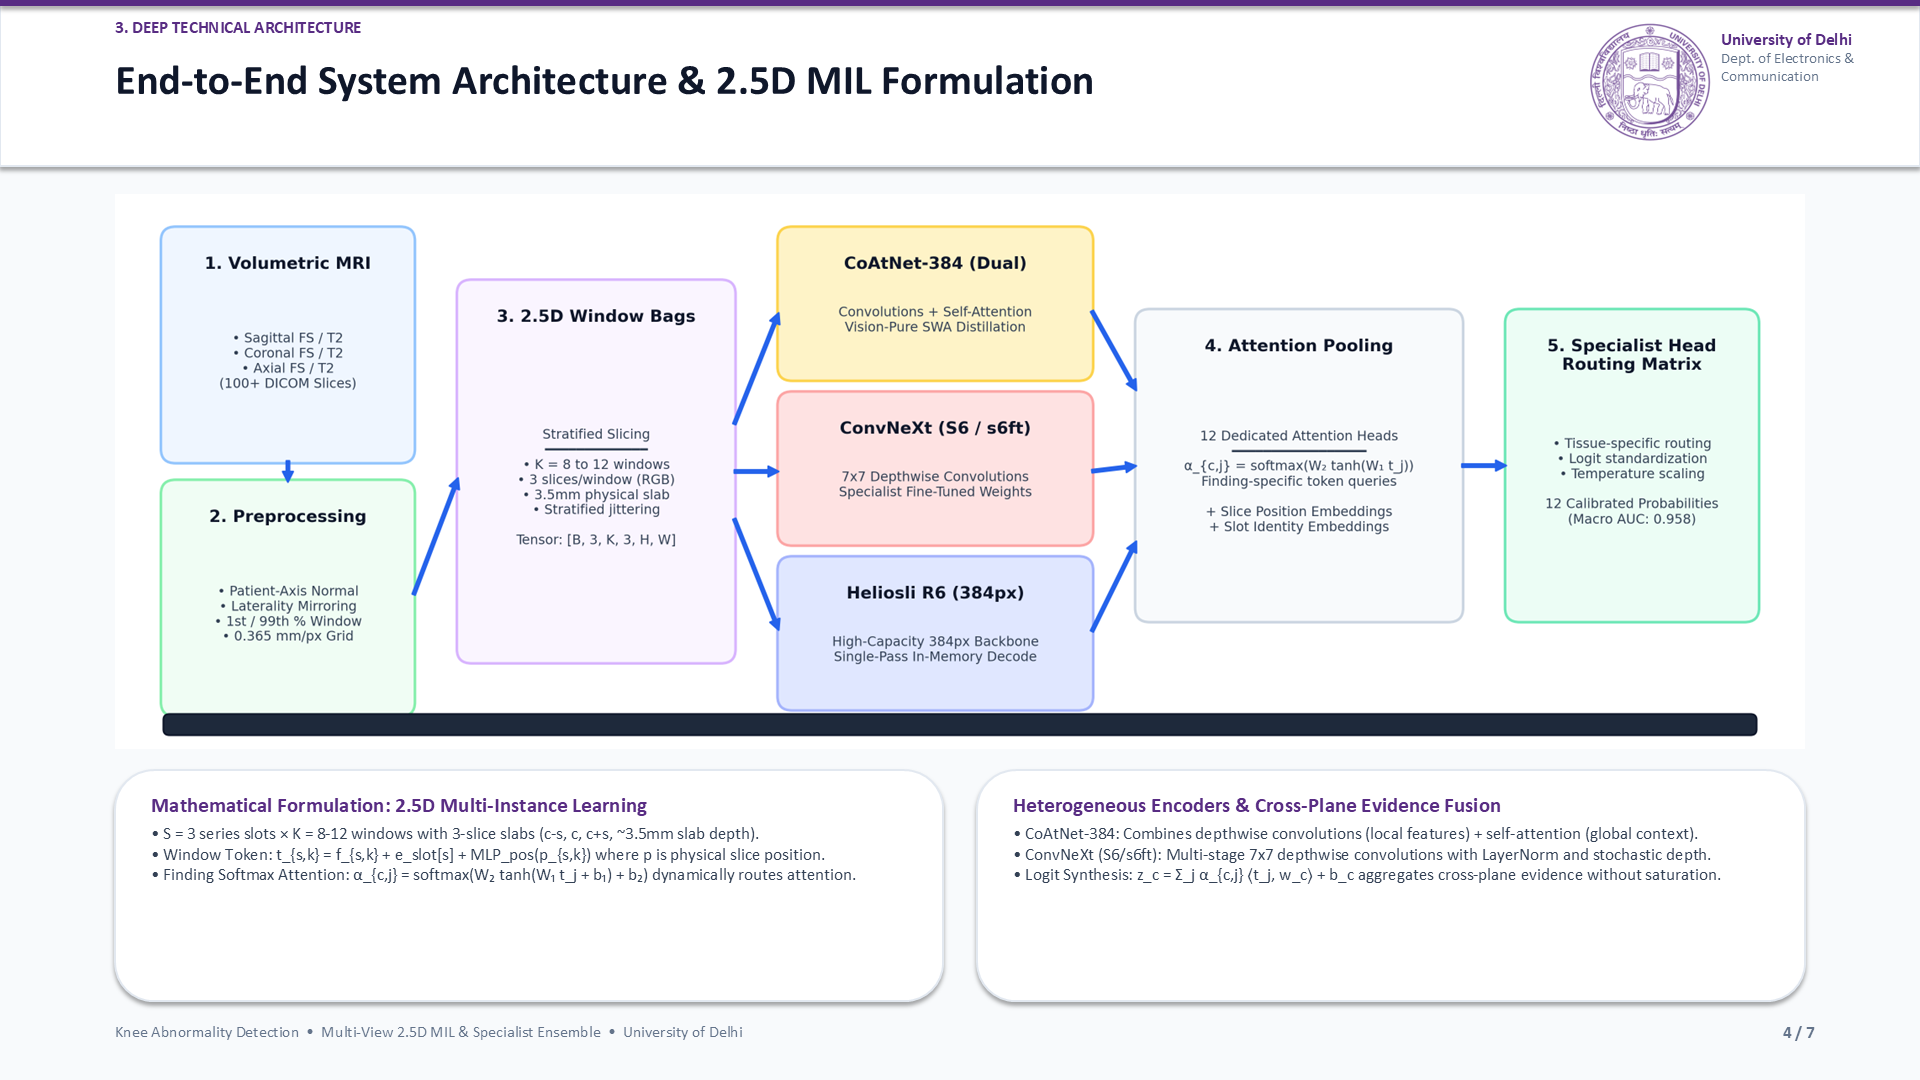 3. DEEP TECHNICAL ARCHITECTURE
End-to-End System Architecture & 2.5D MIL Formulation
UNIVERSITY OF DELHI
दिल्ली विश्वविद्यालय
निष्ठा धृतिः सत्यम्
University of Delhi
Dept. of Electronics &
Communication
1. Volumetric MRI
• Sagittal FS / T2
• Coronal FS / T2
• Axial FS / T2
(100+ DICOM Slices)
2. Preprocessing
• Patient-Axis Normal
• Laterality Mirroring
• 1st / 99th % Window
• 0.365 mm/px Grid
3. 2.5D Window Bags
Stratified Slicing
• K = 8 to 12 windows
• 3 slices/window (RGB)
• 3.5mm physical slab
• Stratified jittering
Tensor: [B, 3, K, 3, H, W]
CoAtNet-384 (Dual)
Convolutions + Self-Attention
Vision-Pure SWA Distillation
ConvNeXt (S6 / s6ft)
7x7 Depthwise Convolutions
Specialist Fine-Tuned Weights
Heliosli R6 (384px)
High-Capacity 384px Backbone
Single-Pass In-Memory Decode
4. Attention Pooling
12 Dedicated Attention Heads
α_{c,j} = softmax(W₂ tanh(W₁ t_j))
Finding-specific token queries
+ Slice Position Embeddings
+ Slot Identity Embeddings
5. Specialist Head
Routing Matrix
• Tissue-specific routing
• Logit standardization
• Temperature scaling
12 Calibrated Probabilities
(Macro AUC: 0.958)
Mathematical Formulation: 2.5D Multi-Instance Learning
• S = 3 series slots × K = 8-12 windows with 3-slice slabs (c-s, c, c+s, ~3.5mm slab depth).
• Window Token: t_{s,k} = f_{s,k} + e_slot[s] + MLP_pos(p_{s,k}) where p is physical slice position.
• Finding Softmax Attention: α_{c,j} = softmax(W₂ tanh(W₁ t_j + b₁) + b₂) dynamically routes attention.
Heterogeneous Encoders & Cross-Plane Evidence Fusion
• CoAtNet-384: Combines depthwise convolutions (local features) + self-attention (global context).
• ConvNeXt (S6/s6ft): Multi-stage 7x7 depthwise convolutions with LayerNorm and stochastic depth.
• Logit Synthesis: z_c = Σ_j α_{c,j} ⟨t_j, w_c⟩ + b_c aggregates cross-plane evidence without saturation.
Knee Abnormality Detection • Multi-View 2.5D MIL & Specialist Ensemble • University of Delhi
4 / 7